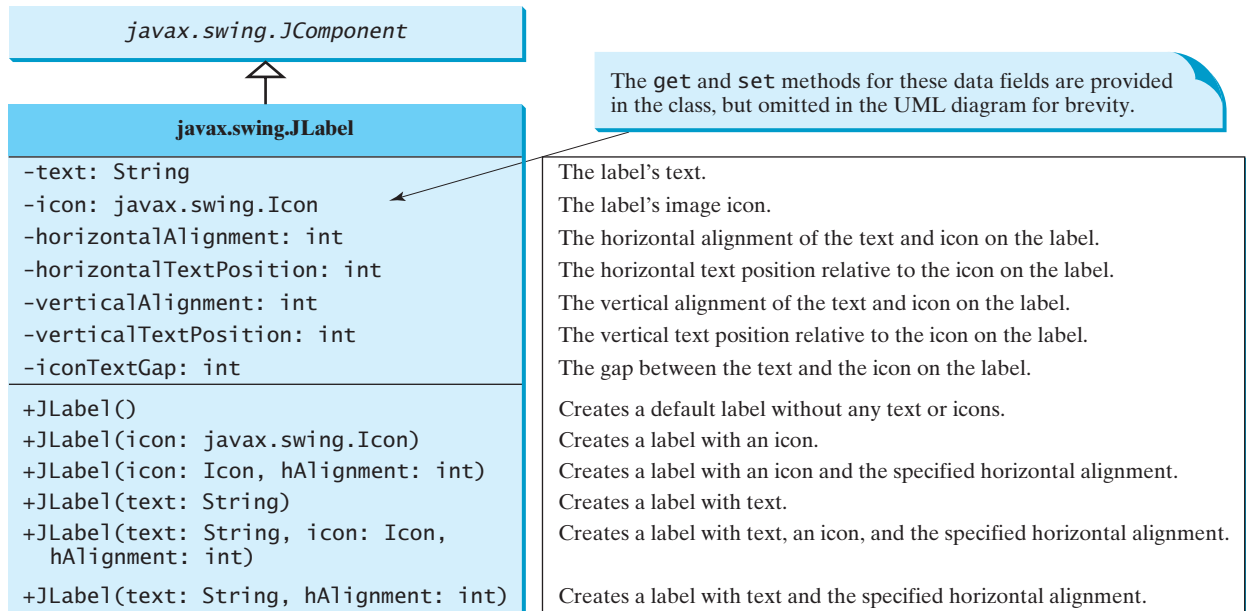 javax.swing.JComponent
The get and set methods for these data fields are provided
in the class, but omitted in the UML diagram for brevity.
javax.swing.JLabel
-text: String The label's text.
-icon: javax.swing.Icon The label's image icon.
-horizontalAlignment: int The horizontal alignment of the text and icon on the label.
-horizontalTextPosition: int The horizontal text position relative to the icon on the label.
-verticalAlignment: int The vertical alignment of the text and icon on the label.
-verticalTextPosition: int The vertical text position relative to the icon on the label.
-iconTextGap: int The gap between the text and the icon on the label.
+JLabel() Creates a default label without any text or icons.
+JLabel(icon: javax.swing.Icon) Creates a label with an icon.
+JLabel(icon: Icon, hAlignment: int) Creates a label with an icon and the specified horizontal alignment.
+JLabel(text: String) Creates a label with text.
+JLabel(text: String, icon: Icon, Creates a label with text, an icon, and the specified horizontal alignment.
hAlignment: int)
+JLabel(text: String, hAlignment: int) Creates a label with text and the specified horizontal alignment.